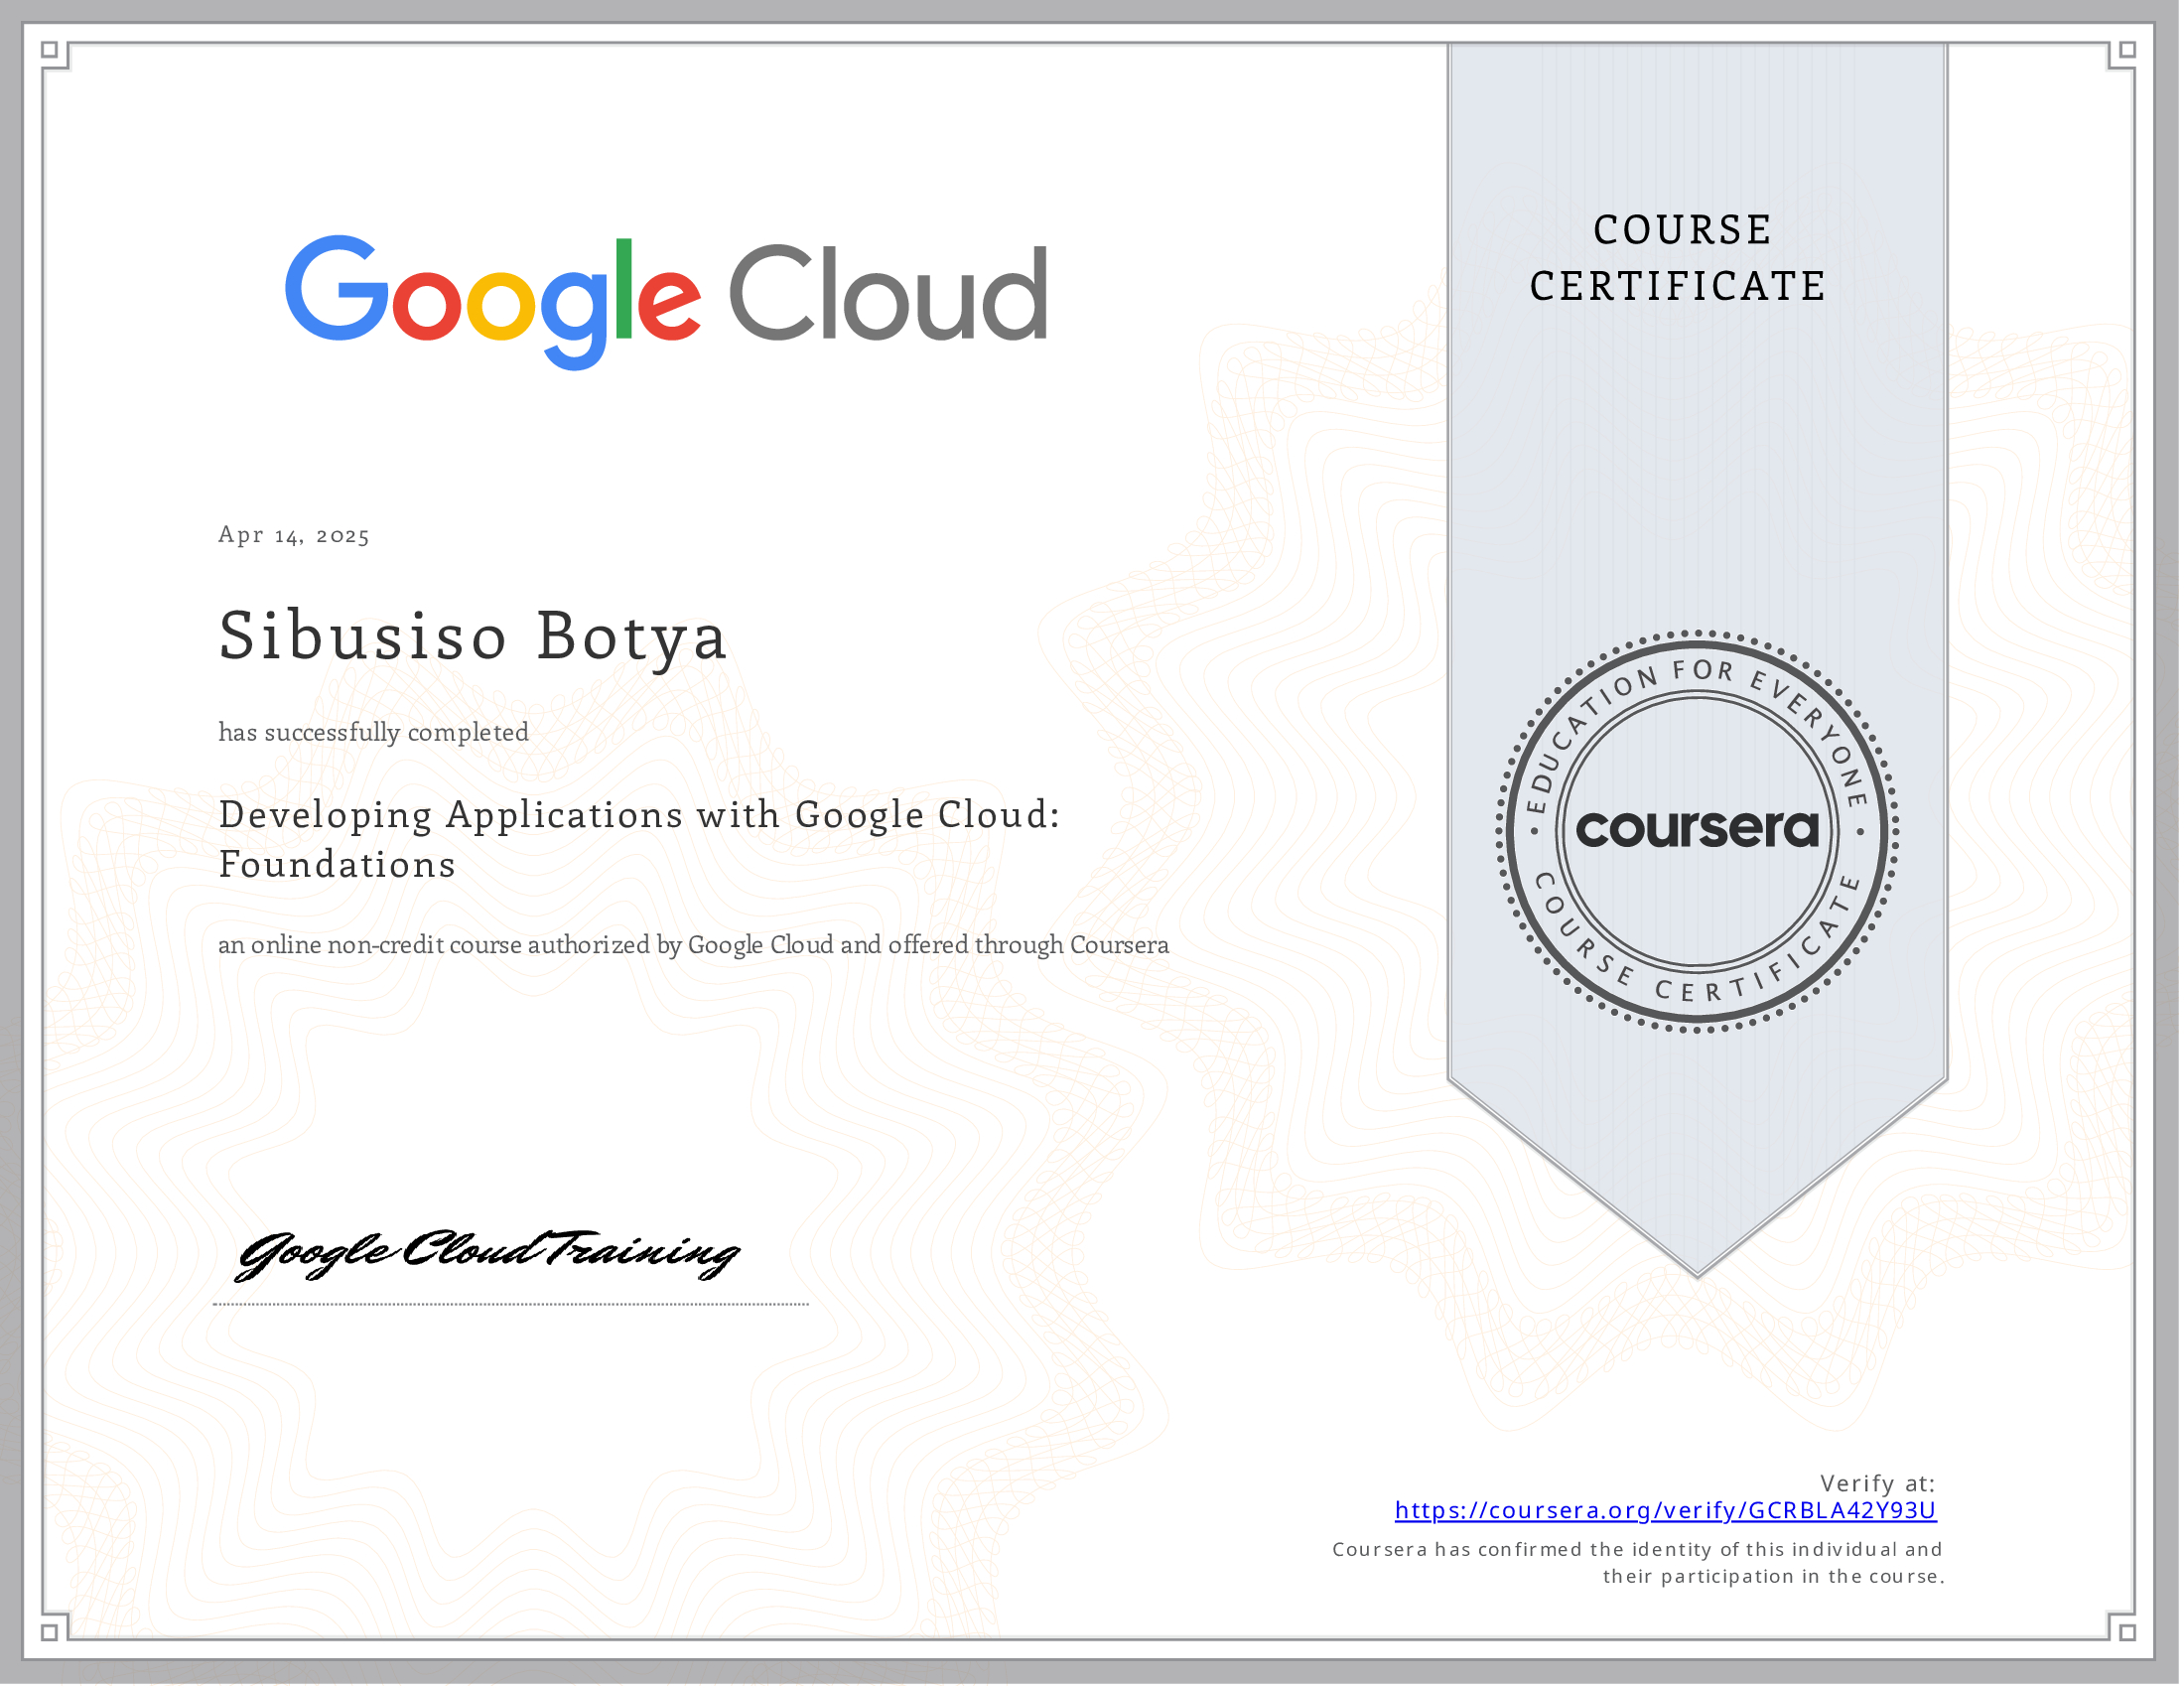 Google Cloud
COURSE
CERTIFICATE
Apr 14, 2025
Sibusiso Botya
has successfully completed
Developing Applications with Google Cloud:
Foundations
an online non-credit course authorized by Google Cloud and offered through Coursera
EDUCATION FOR EVERYONE
coursera
COURSE CERTIFICATE
Google Cloud Training
Verify at:
https://coursera.org/verify/GCRBLA42Y93U
Coursera has confirmed the identity of this individual and
their participation in the course.